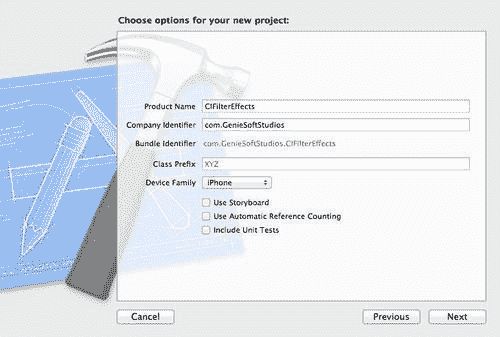 Choose options for your new project:
Product Name CIFilterEffects
Company Identifier com.GenieSoftStudios
Bundle Identifier com.GenieSoftStudios.CIFilterEffects
Class Prefix XYZ
Device Family iPhone
Use Storyboard
Use Automatic Reference Counting
Include Unit Tests
Cancel Previous Next